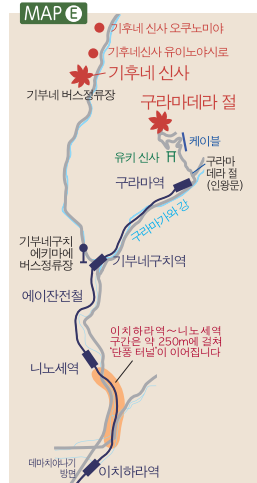 MAP E
기후네 신사 오쿠노미야
기후네신사 유이노야시로
기후네 신사
기부네 버스정류장
구라마데라 절
케이블
유키 신사
구라마
데라 절
(인왕문)
구라마역
구라마가와 강
기부네구치
에키마에
버스정류장
기부네구치역
에이잔전철
이치하라역~니노세역
구간은 약 250m에 걸쳐
'단풍 터널'이 이어집니다
니노세역
데마치야나기
방면
이치하라역